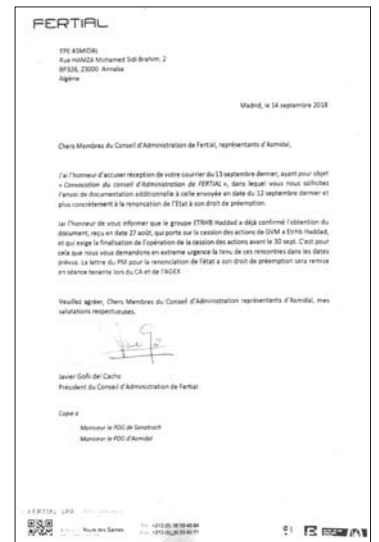 FERTIAL
EPE ASMIDAL
Rue HAMZA Mohamed Sidi Brahim, 2
BP326, 23000 Annaba
Algérie
Madrid, le 14 septembre 2018
Chers Membres du Conseil d'Administration de Fertial, représentants d'Asmidal,
J'ai l'honneur d'accuser réception de votre courrier du 13 septembre dernier, ayant pour objet
« Convocation du conseil d'Administration de FERTIAL », dans lequel vous nous sollicitez
l'envoi de documentation additionnelle à celle envoyée en date du 12 septembre dernier et
plus concrètement à la renonciation de l'Etat à son droit de préemption.
Jai l'honneur de vous informer que le groupe ETRHB Haddad a déjà confirmé l'obtention du
document, reçu en date 27 août, qui porte sur la cession des actions de GVM a Etrhb Haddad,
et qui exige la finalisation de l'opération de la cession des actions avant le 30 sept. C'est pour
cela que nous vous demandions en extreme urgence la tenue de ces rencontres dans les dates
prévus. La lettre du PM pour la renonciation de l'état a son droit de préemption sera remise
en séance tenante lors du CA et de l'AGEX.
Veuillez agréer, Chers Membres du Conseil d'Administration représentants d'Asmidal, mes
salutations respectueuses.
Javier Goñi del Cacho
Président du Conseil d'Administration de Fertial
Copie à
Monsieur le PDG de Sonatrach
Monsieur le PDG d'Asmidal
FERTIAL SPA
Route des Salines